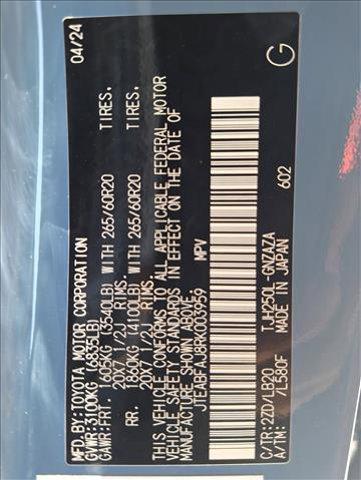 MFD.BY:TOYOTA MOTOR CORPORATION 04/24
GVWR:3100KG (6835LB)
GAWR:FRT. 1605KG (3540LB) WITH 265/60R20 TIRES,
20X7 1/2J RIMS.
RR. 1860KG (4100LB) WITH 265/60R20 TIRES,
20X7 1/2J RIMS.
THIS VEHICLE CONFORMS TO ALL APPLICABLE FEDERAL MOTOR
VEHICLE SAFETY STANDARDS IN EFFECT ON THE DATE OF
MANUFACTURE SHOWN ABOVE.
JTEABFAJ8RK003959 MPV
C/TR:2ZD/LB20 TJH250L-GNZAZA
A/TM: /E580F MADE IN JAPAN 602
G